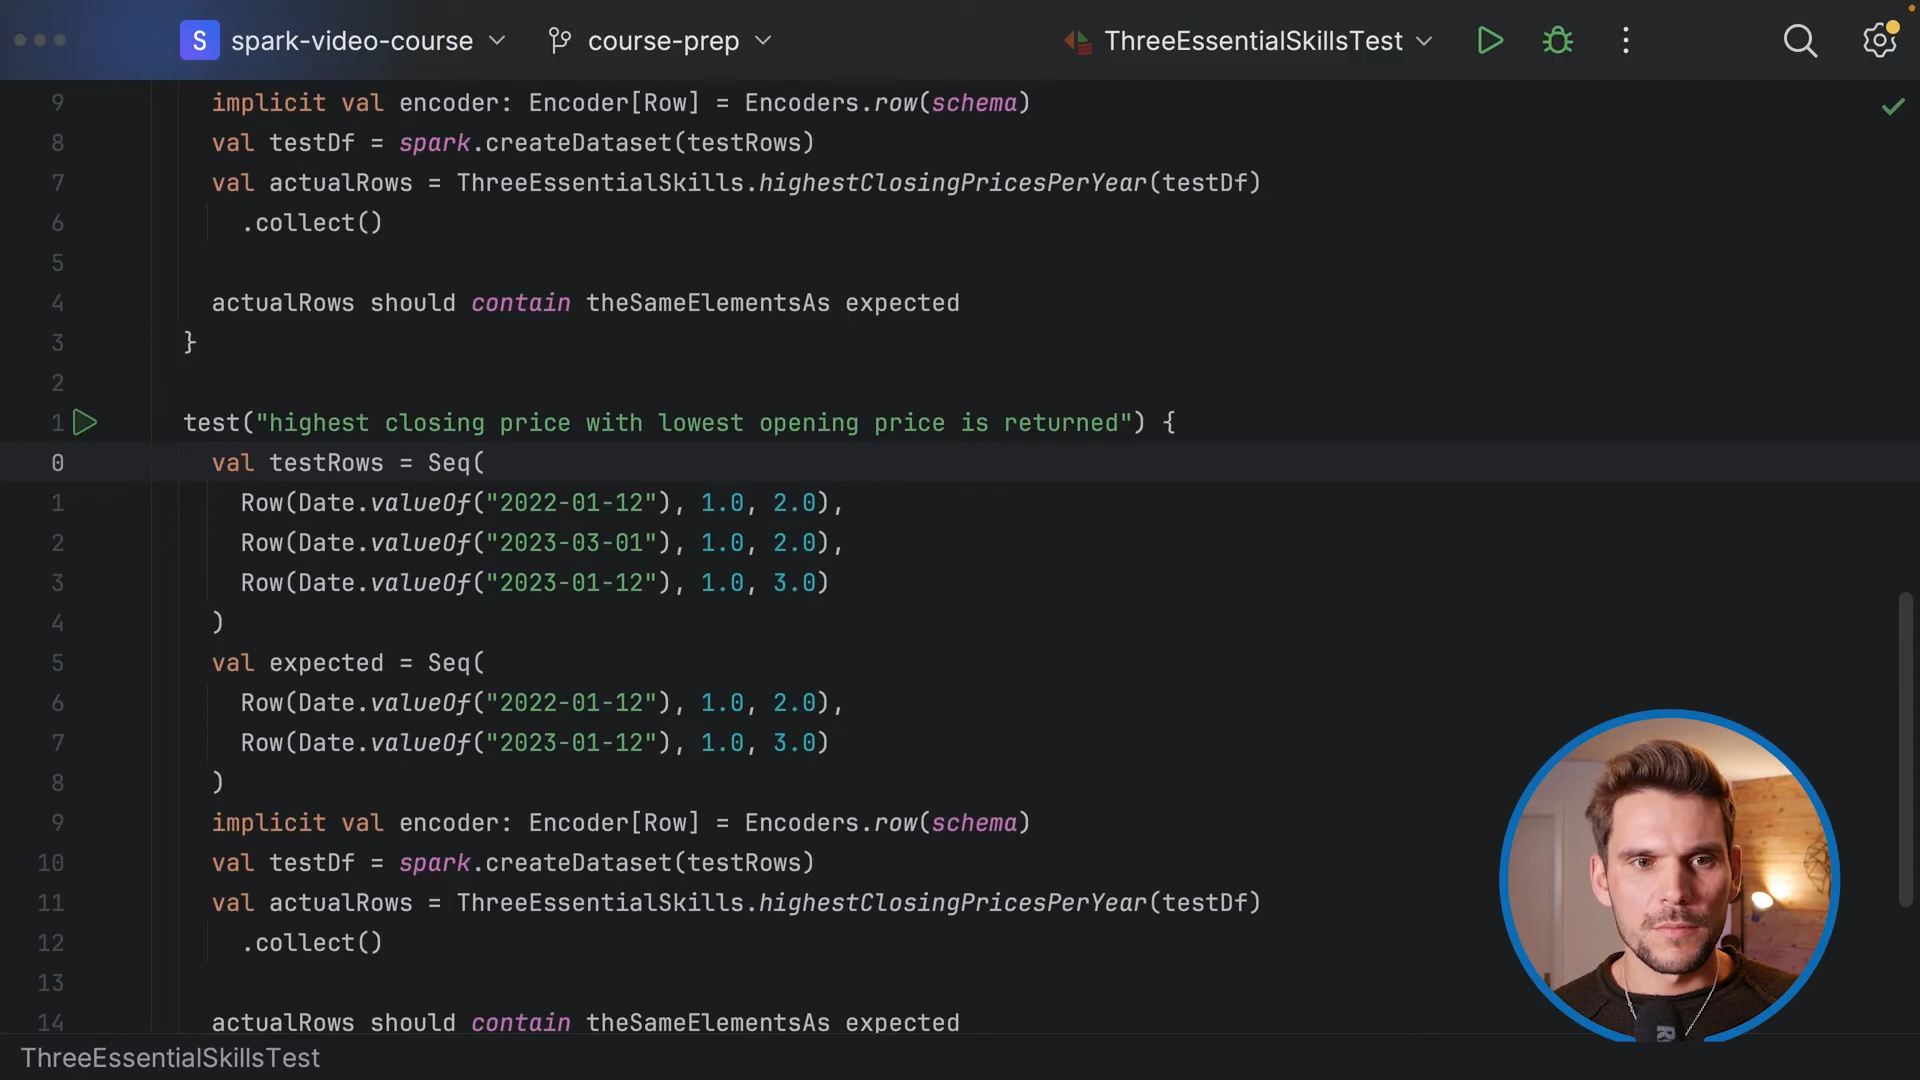 S spark-video-course course-prep ThreeEssentialSkillsTest
9 implicit val encoder: Encoder[Row] = Encoders.row(schema)
8 val testDf = spark.createDataset(testRows)
7 val actualRows = ThreeEssentialSkills.highestClosingPricesPerYear(testDf)
6 .collect()
5
4 actualRows should contain theSameElementsAs expected
3 }
2
1 test("highest closing price with lowest opening price is returned") {
0 val testRows = Seq(
1 Row(Date.valueOf("2022-01-12"), 1.0, 2.0),
2 Row(Date.valueOf("2023-03-01"), 1.0, 2.0),
3 Row(Date.valueOf("2023-01-12"), 1.0, 3.0)
4 )
5 val expected = Seq(
6 Row(Date.valueOf("2022-01-12"), 1.0, 2.0),
7 Row(Date.valueOf("2023-01-12"), 1.0, 3.0)
8 )
9 implicit val encoder: Encoder[Row] = Encoders.row(schema)
10 val testDf = spark.createDataset(testRows)
11 val actualRows = ThreeEssentialSkills.highestClosingPricesPerYear(testDf)
12 .collect()
13
14 actualRows should contain theSameElementsAs expected
ThreeEssentialSkillsTest